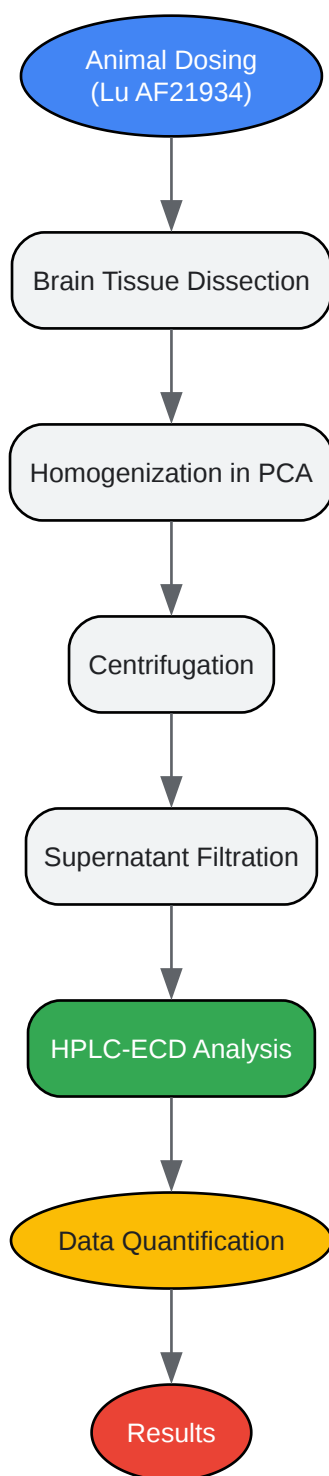 Animal Dosing
(Lu AF21934)
Brain Tissue Dissection
Homogenization in PCA
Centrifugation
Supernatant Filtration
HPLC-ECD Analysis
Data Quantification
Results